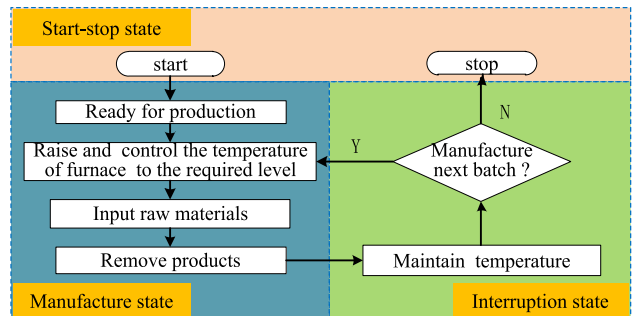 Start-stop state
start
stop
Ready for production
N
Raise and control the temperature
of furnace to the required level
Y
Manufacture
next batch ?
Input raw materials
Remove products
Maintain temperature
Manufacture state
Interruption state